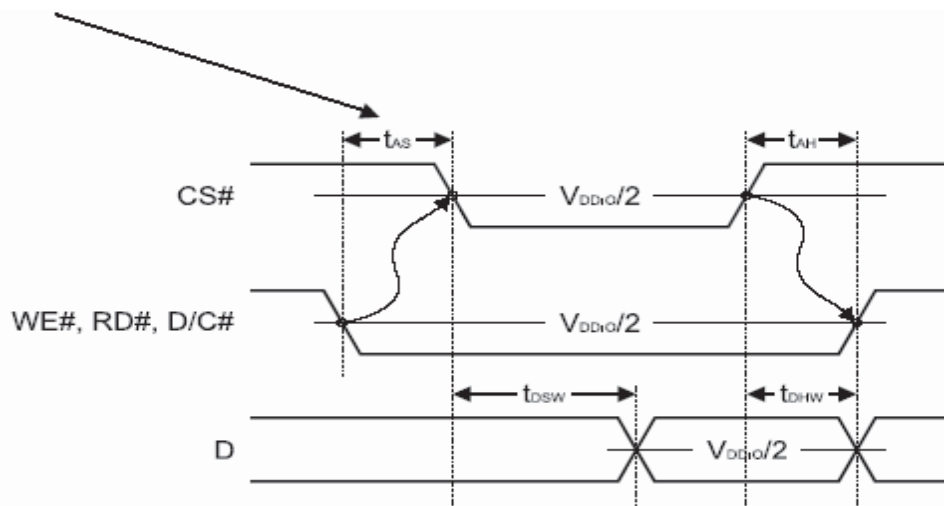 tAS
tAH
CS#
VDDIO/2
WE#, RD#, D/C#
VDDIO/2
tDSW
tDHW
D
VDDIO/2